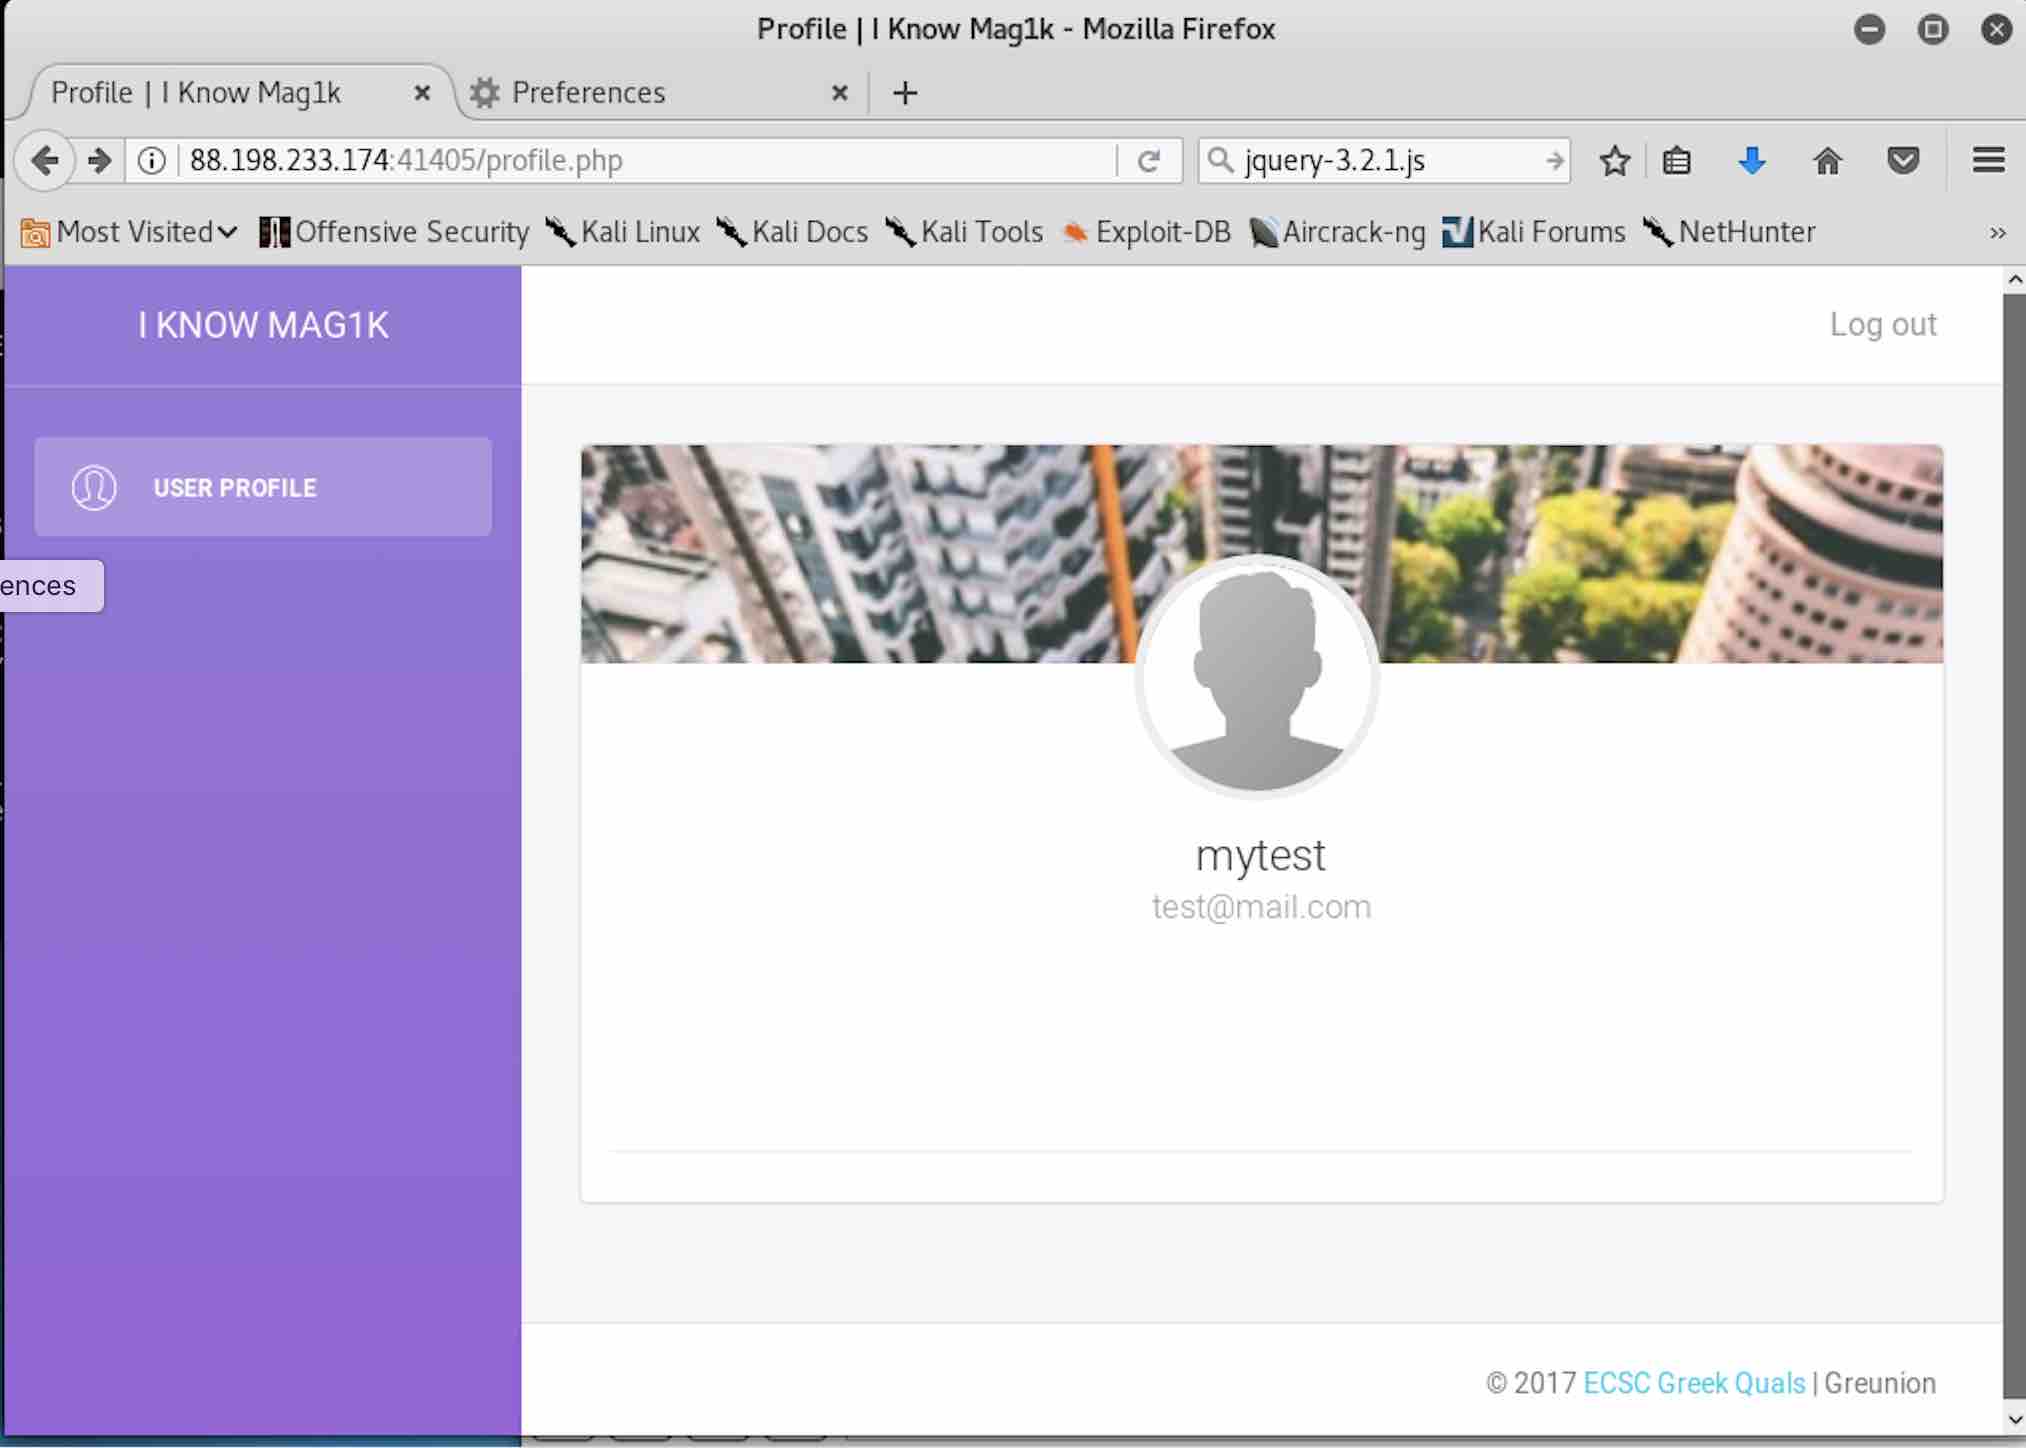 Profile | I Know Mag1k - Mozilla Firefox
Profile | I Know Mag1k Preferences
88.198.233.174:41405/profile.php jquery-3.2.1.js
Most Visited Offensive Security Kali Linux Kali Docs Kali Tools Exploit-DB Aircrack-ng Kali Forums NetHunter
I KNOW MAG1K Log out
USER PROFILE
ences
mytest
test@mail.com
© 2017 ECSC Greek Quals | Greunion